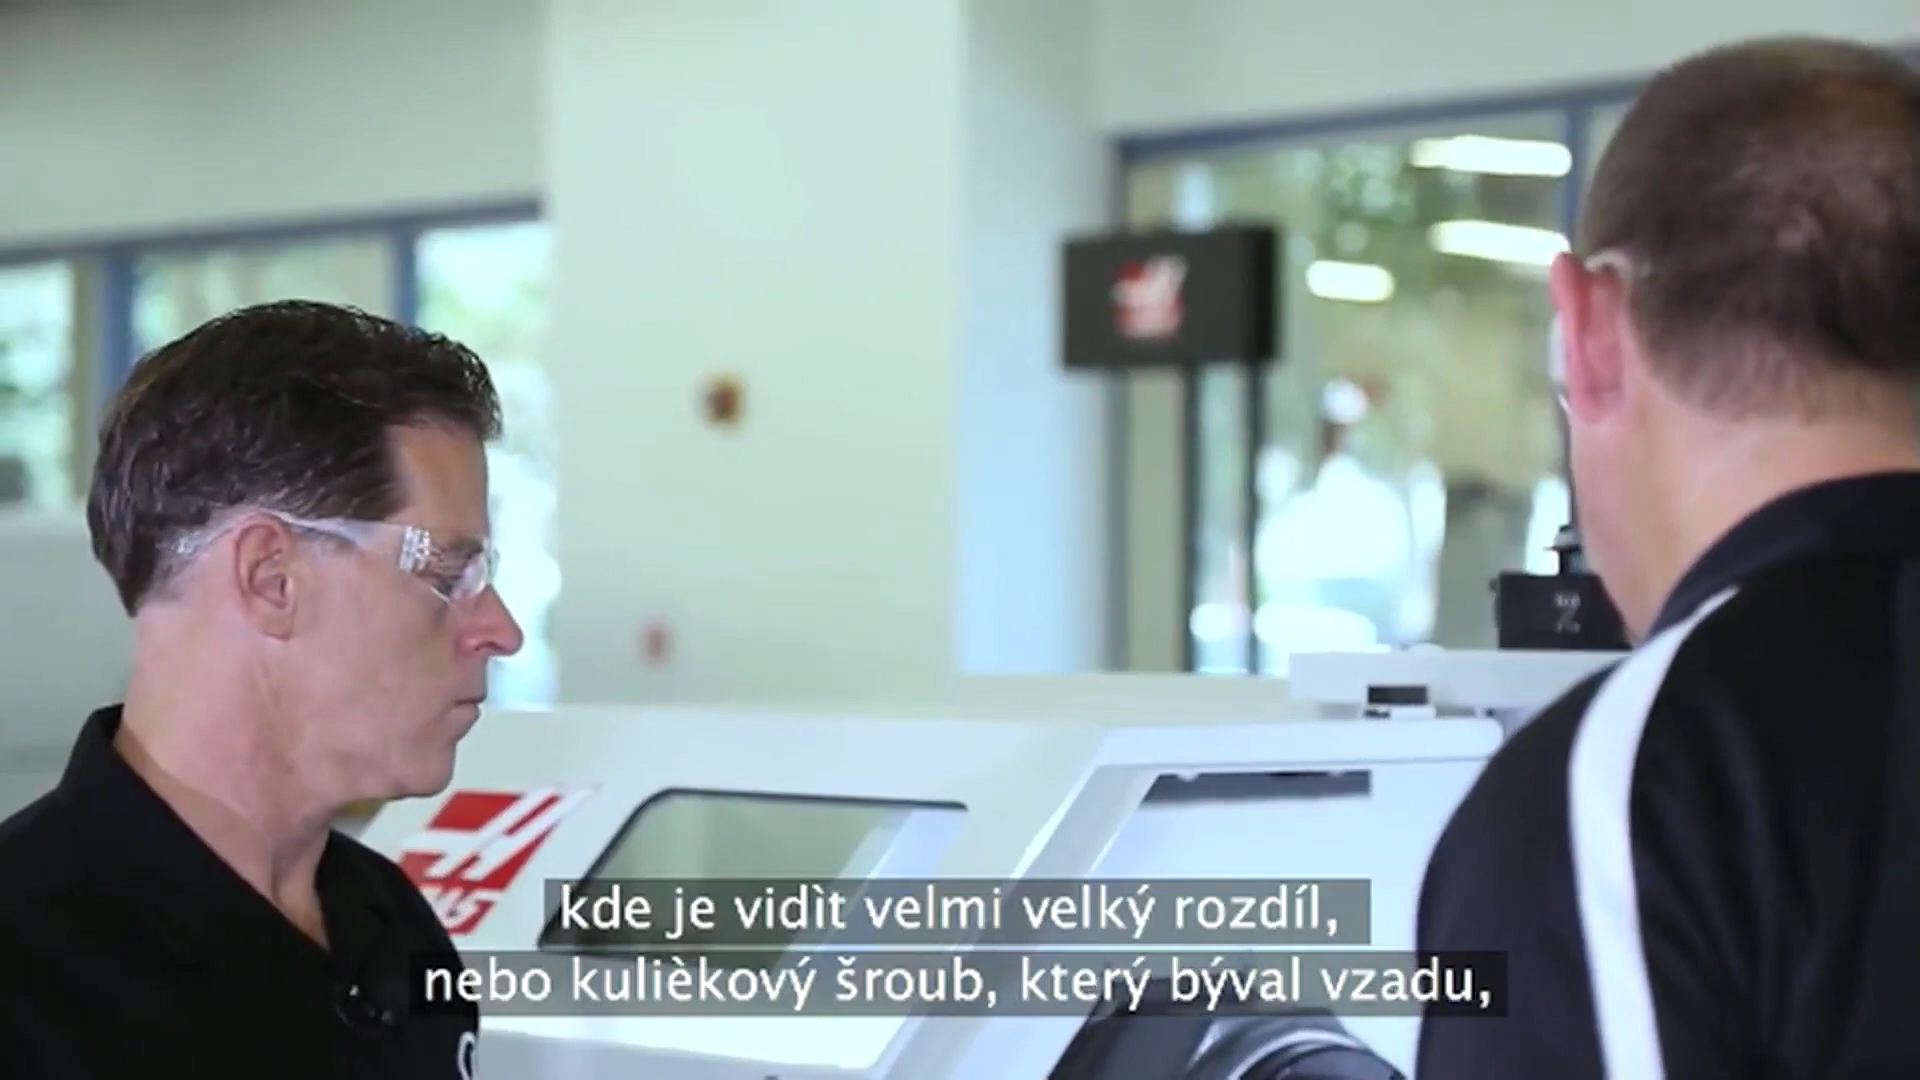 kde je vidìt velmi velký rozdíl,
nebo kulièkový šroub, který býval vzadu,